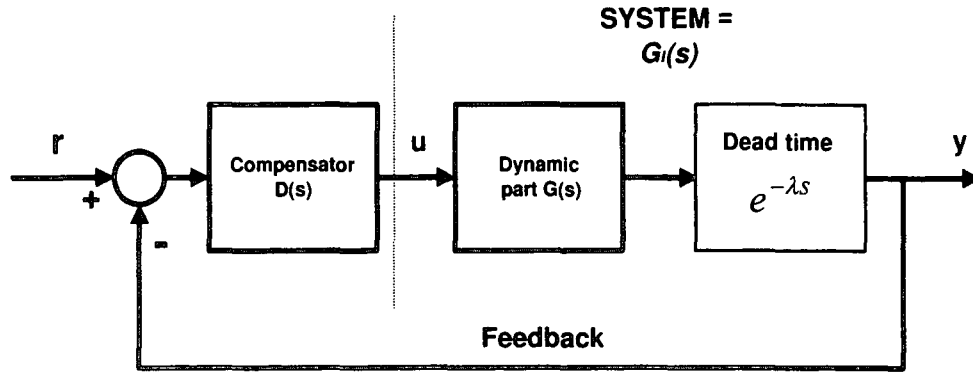 SYSTEM =
Gl(s)
r
+
-
Compensator
D(s)
u
Dynamic
part G(s)
Dead time
e^{-λs}
y
Feedback